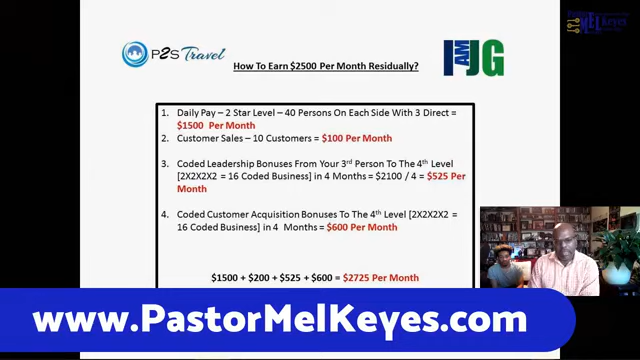 P2S Travel
How To Earn $2500 Per Month Residually?
I AM JG
MEL Keyes
1. Daily Pay – 2 Star Level – 40 Persons On Each Side With 3 Direct =
$1500 Per Month
2. Customer Sales – 10 Customers = $100 Per Month
3. Coded Leadership Bonuses From Your 3rd Person To The 4th Level
[2X2X2X2 = 16 Coded Business] in 4 Months = $2100 / 4 = $525 Per
Month
4. Coded Customer Acquisition Bonuses To The 4th Level [2X2X2X2 =
16 Coded Business] in 4 Months = $600 Per Month
$1500 + $200 + $525 + $600 = $2725 Per Month
www.PastorMelKeyes.com